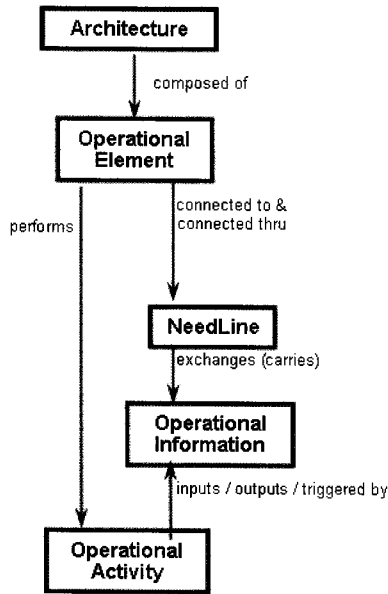 Architecture
composed of
Operational
Element
performs
connected to &
connected thru
NeedLine
exchanges (carries)
Operational
Information
inputs / outputs / triggered by
Operational
Activity